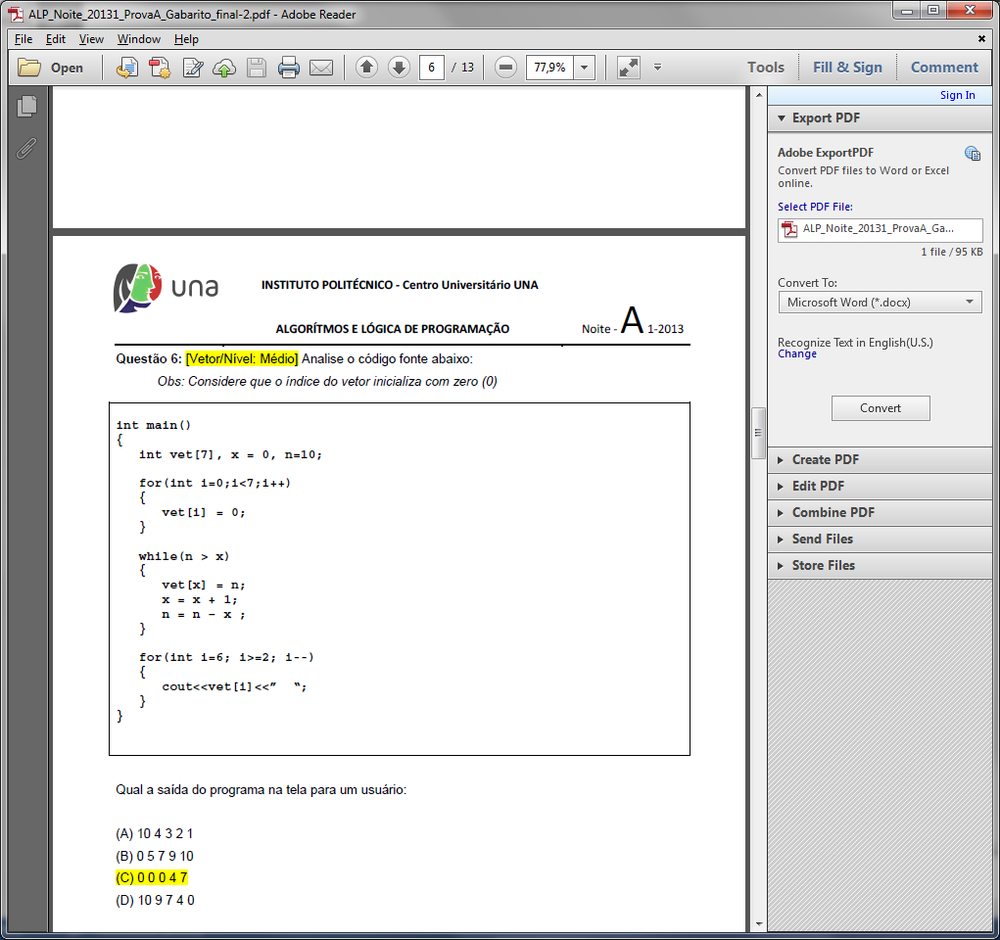 ALP_Noite_20131_ProvaA_Gabarito_final-2.pdf - Adobe Reader
File Edit View Window Help
Open 6 / 13 77,9% Tools Fill & Sign Comment
Sign In
Export PDF
Adobe ExportPDF
Convert PDF files to Word or Excel
online.
Select PDF File:
ALP_Noite_20131_ProvaA_Ga...
1 file / 95 KB
Convert To:
Microsoft Word (*.docx)
Recognize Text in English(U.S.)
Change
Convert
Create PDF
Edit PDF
Combine PDF
Send Files
Store Files
una
INSTITUTO POLITÉCNICO - Centro Universitário UNA
ALGORÍTMOS E LÓGICA DE PROGRAMAÇÃO Noite - A 1-2013
Questão 6: [Vetor/Nível: Médio] Analise o código fonte abaixo:
Obs: Considere que o índice do vetor inicializa com zero (0)
int main()
{
int vet[7], x = 0, n=10;
for(int i=0;i<7;i++)
{
vet[i] = 0;
}
while(n > x)
{
vet[x] = n;
x = x + 1;
n = n - x ;
}
for(int i=6; i>=2; i--)
{
cout<<vet[i]<<” “;
}
}
Qual a saída do programa na tela para um usuário:
(A) 10 4 3 2 1
(B) 0 5 7 9 10
(C) 0 0 0 4 7
(D) 10 9 7 4 0